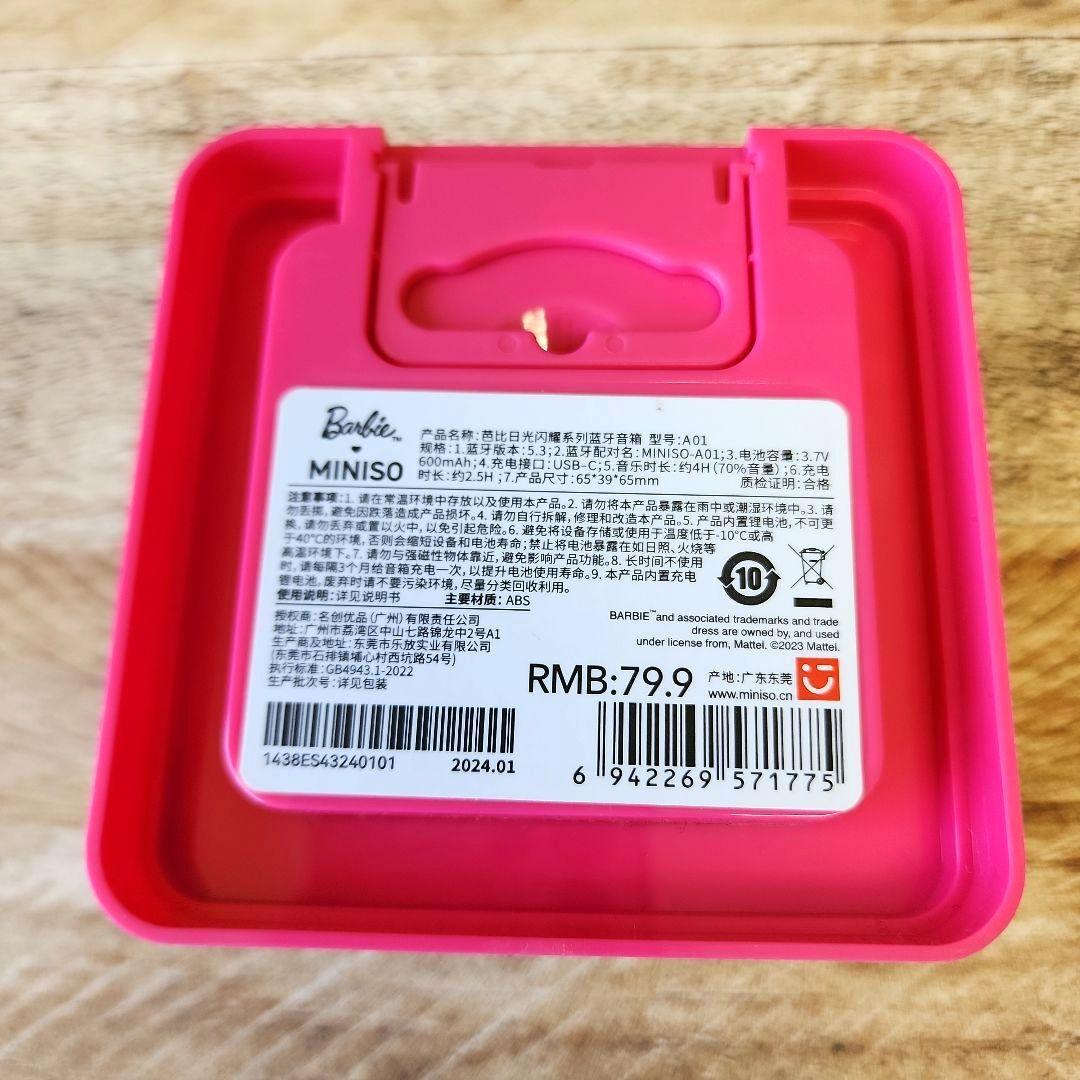 Barbie™
MINISO
产品名称:芭比日光闪耀系列蓝牙音箱 型号:A01
规格:1.蓝牙版本:5.3;2.蓝牙配对名:MINISO-A01;3.电池容量:3.7V
600mAh;4.充电接口:USB-C;5.音乐时长:约4H(70%音量);6.充电
时长:约2.5H ;7.产品尺寸:65*39*65mm 质检证明:合格
注意事项:1. 请在常温环境中存放以及使用本产品。2. 请勿将本产品暴露在雨中或潮湿环境中。3. 请
勿丢掷,避免因跌落造成产品损坏。4. 请勿自行拆解,修理和改造本产品。5. 产品内置锂电池,不可更
换,请勿丢弃或置以火中,以免引起危险。6. 避免将设备存储或使用于温度低于-10°C或高
于40°C的环境,否则会缩短设备和电池寿命;禁止将电池暴露在如日照、火烧等
高温环境下。7. 请勿与强磁性物体靠近,避免影响产品功能。8. 长时间不使用
时,请每隔3个月给音箱充电一次,以提升电池使用寿命。9. 本产品内置充电
锂电池,废弃时请不要污染环境,尽量分类回收利用。
10
使用说明:详见说明书 主要材质: ABS
授权商:名创优品(广州)有限责任公司
地址:广州市荔湾区中山七路锦龙中2号A1
生产商及地址:东莞市乐放实业有限公司
(东莞市石排镇埔心村西坑路54号)
执行标准:GB4943.1-2022
生产批次号:详见包装
BARBIE™and associated trademarks and trade
dress are owned by, and used
under license from, Mattel. ©2023 Mattel.
RMB:79.9
产地:广东东莞
www.miniso.cn
1438ES43240101
2024.01
6 942269 571775